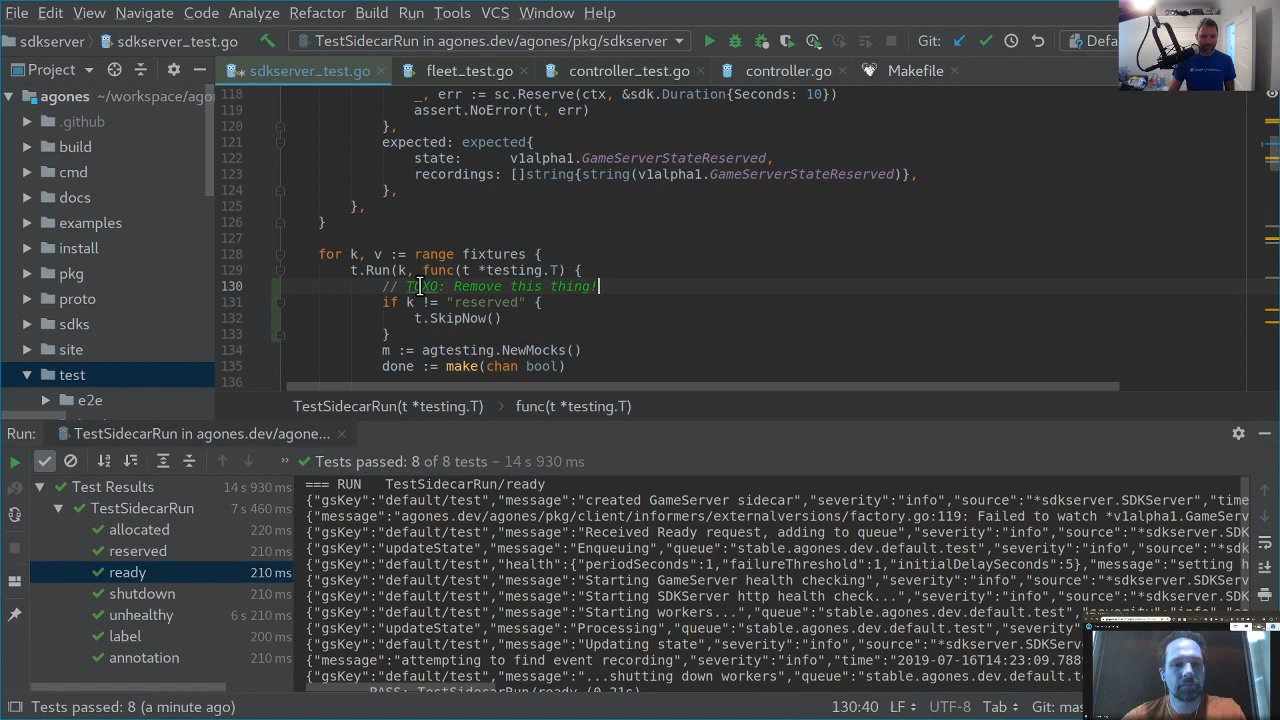 File Edit View Navigate Code Analyze Refactor Build Run Tools VCS Window Help
sdkserver sdkserver_test.go TestSidecarRun in agones.dev/agones/pkg/sdkserver Git: Defa
Project sdkserver_test.go fleet_test.go controller_test.go controller.go Makefile
agones ~/workspace/ago
.github
build
cmd
docs
examples
install
pkg
proto
sdks
site
test
e2e
118 _, err := sc.Reserve(ctx, &sdk.Duration{Seconds: 10})
119 assert.NoError(t, err)
120 },
121 expected: expected{
122 state: v1alpha1.GameServerStateReserved,
123 recordings: []string{string(v1alpha1.GameServerStateReserved)},
124 },
125 },
126 }
127
128 for k, v := range fixtures {
129 t.Run(k, func(t *testing.T) {
130 // TOXO: Remove this thing!
131 if k != "reserved" {
132 t.SkipNow()
133 }
134 m := agtesting.NewMocks()
135 done := make(chan bool)
136
TestSidecarRun(t *testing.T) func(t *testing.T)
Run: TestSidecarRun in agones.dev/agone...
Tests passed: 8 of 8 tests – 14 s 930 ms
Test Results 14 s 930 ms
TestSidecarRun 7 s 460 ms
allocated 220 ms
reserved 210 ms
ready 210 ms
shutdown 210 ms
unhealthy 6 s 210 ms
label 200 ms
annotation 210 ms
=== RUN TestSidecarRun/ready
{"gsKey":"default/test","message":"created GameServer sidecar","severity":"info","source":"*sdkserver.SDKServer","time
{"message":"agones.dev/agones/pkg/client/informers/externalversions/factory.go:119: Failed to watch *v1alpha1.GameServ
{"gsKey":"default/test","message":"Received Ready request, adding to queue","severity":"info","source":"*sdkserver.SDK
{"gsKey":"updateState","message":"Enqueuing","queue":"stable.agones.dev.default.test","severity":"info","source":"*sdk
{"gsKey":"default/test","health":{"periodSeconds":1,"failureThreshold":1,"initialDelaySeconds":5},"message":"setting h
{"gsKey":"default/test","message":"Starting GameServer health checking","severity":"info","source":"*sdkserver.SDKServ
{"gsKey":"default/test","message":"Starting SDKServer http health check...","severity":"info","source":"*sdkserver.SDK
{"gsKey":"default/test","message":"Starting workers...","queue":"stable.agones.dev.default.test","severity":"info"
{"gsKey":"updateState","message":"Processing","queue":"stable.agones.dev.default.test","severity"
{"gsKey":"default/test","message":"Updating state","severity":"info","source":"*sdkserver.S
{"message":"attempting to find event recording","severity":"info","time":"2019-07-16T14:23:09.788
{"gsKey":"default/test","message":"...shutting down workers","queue":"stable.agones.dev.default.t
--- PASS: TestSidecarRun/ready (0.21s)
Tests passed: 8 (a minute ago) 130:40 LF UTF-8 Tab Git: mas